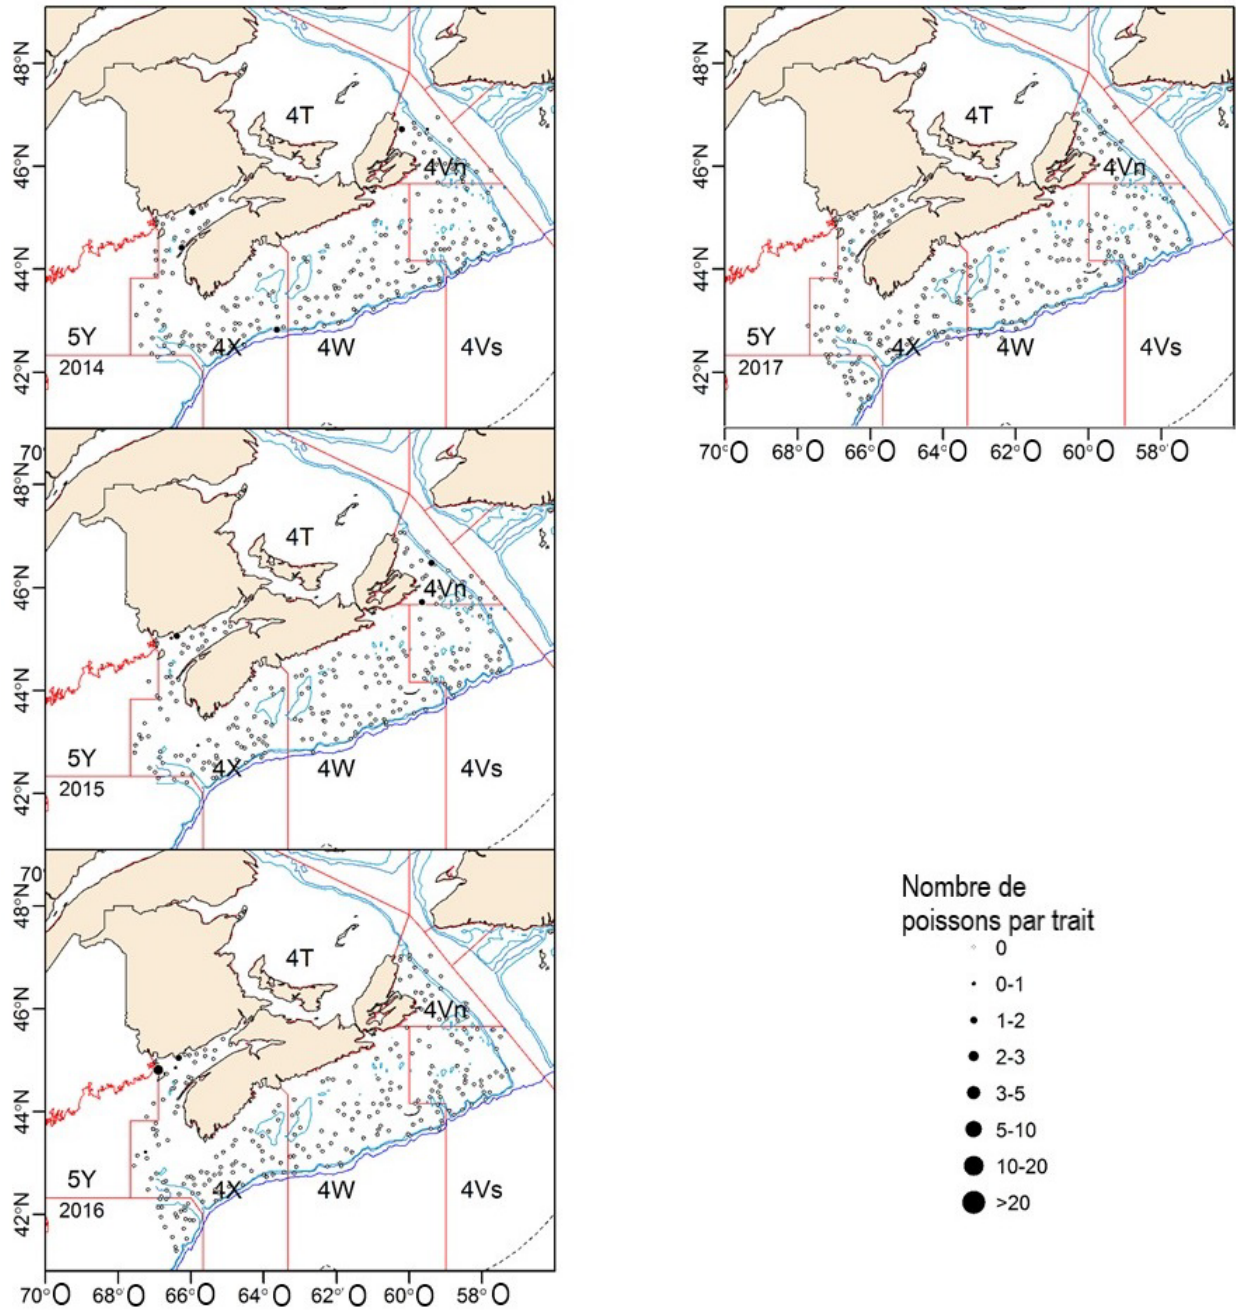 48°N
46°N
44°N
42°N
4T
4Vn
5Y
4X
4W
4Vs
2014
48°N
46°N
44°N
42°N
4T
4Vn
5Y
4X
4W
4Vs
2017
70°O
68°O
66°O
64°O
62°O
60°O
58°O
70
48°N
46°N
44°N
42°N
4T
4Vn
5Y
4X
4W
4Vs
2015
70
48°N
46°N
44°N
42°N
4T
4Vn
5Y
4X
4W
4Vs
2016
70°O
68°O
66°O
64°O
62°O
60°O
58°O
Nombre de
poissons par trait
0
0-1
1-2
2-3
3-5
5-10
10-20
>20